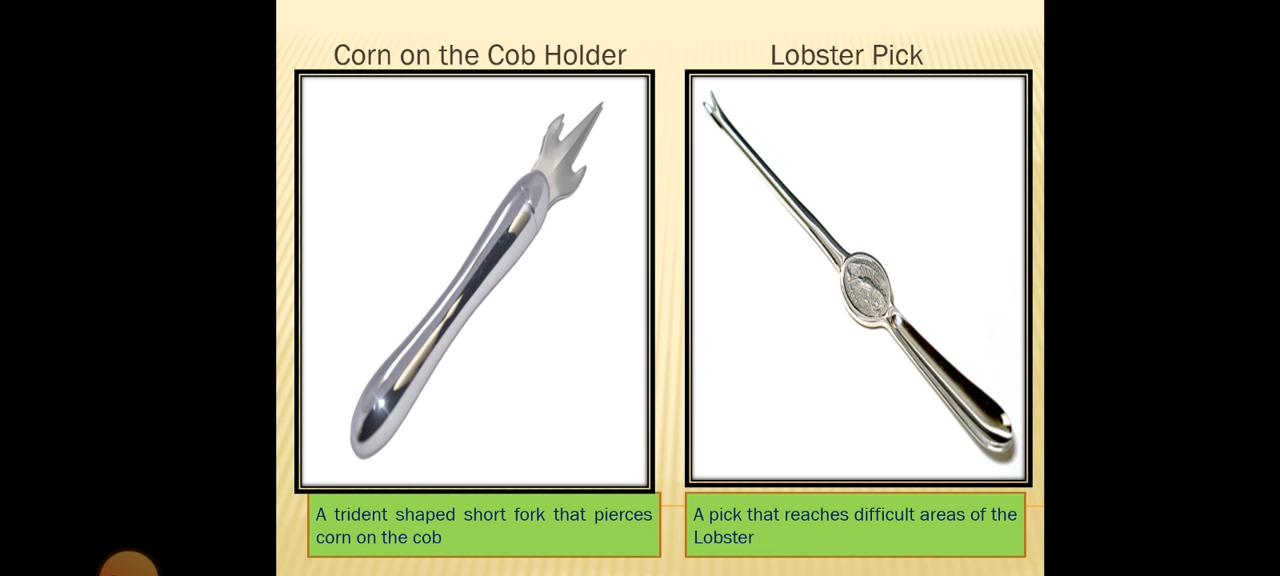 Corn on the Cob Holder
Lobster Pick
A trident shaped short fork that pierces
corn on the cob
A pick that reaches difficult areas of the
Lobster